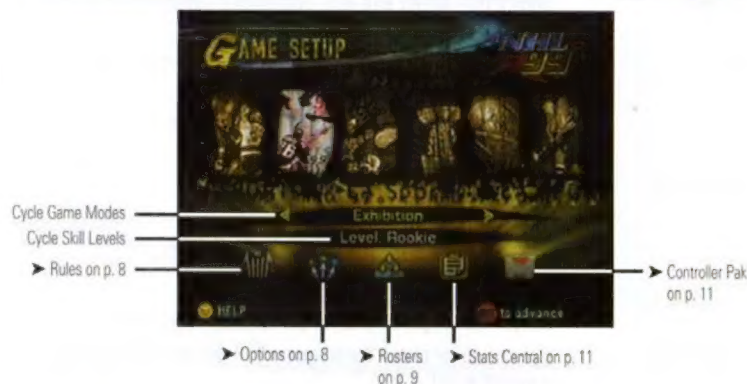 GAME SETUP
NHL 99
Cycle Game Modes
Exhibition
Cycle Skill Levels
Level: Rookie
➤ Rules on p. 8
➤ Controller Pak
on p. 11
HELP
to advance
➤ Options on p. 8
➤ Rosters
on p. 9
➤ Stats Central on p. 11